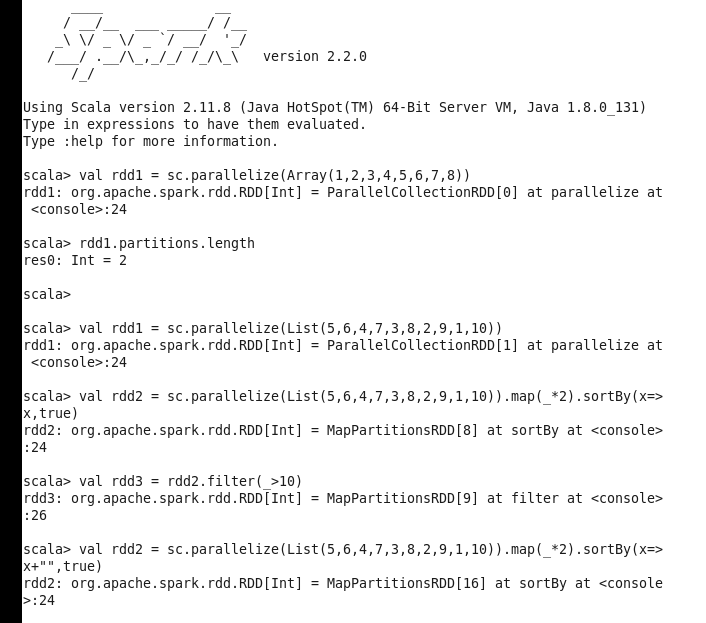 ____              __
     / __/__  ___ _____/ /__
    _\ \/ _ \/ _ `/ __/  '_/
   /___/ .__/\_,_/_/ /_/\_\   version 2.2.0
      /_/
Using Scala version 2.11.8 (Java HotSpot(TM) 64-Bit Server VM, Java 1.8.0_131)
Type in expressions to have them evaluated.
Type :help for more information.
scala> val rdd1 = sc.parallelize(Array(1,2,3,4,5,6,7,8))
rdd1: org.apache.spark.rdd.RDD[Int] = ParallelCollectionRDD[0] at parallelize at
 <console>:24
scala> rdd1.partitions.length
res0: Int = 2
scala>
scala> val rdd1 = sc.parallelize(List(5,6,4,7,3,8,2,9,1,10))
rdd1: org.apache.spark.rdd.RDD[Int] = ParallelCollectionRDD[1] at parallelize at
 <console>:24
scala> val rdd2 = sc.parallelize(List(5,6,4,7,3,8,2,9,1,10)).map(_*2).sortBy(x=>
x,true)
rdd2: org.apache.spark.rdd.RDD[Int] = MapPartitionsRDD[8] at sortBy at <console>
:24
scala> val rdd3 = rdd2.filter(_>10)
rdd3: org.apache.spark.rdd.RDD[Int] = MapPartitionsRDD[9] at filter at <console>
:26
scala> val rdd2 = sc.parallelize(List(5,6,4,7,3,8,2,9,1,10)).map(_*2).sortBy(x=>
x+"",true)
rdd2: org.apache.spark.rdd.RDD[Int] = MapPartitionsRDD[16] at sortBy at <console
>:24